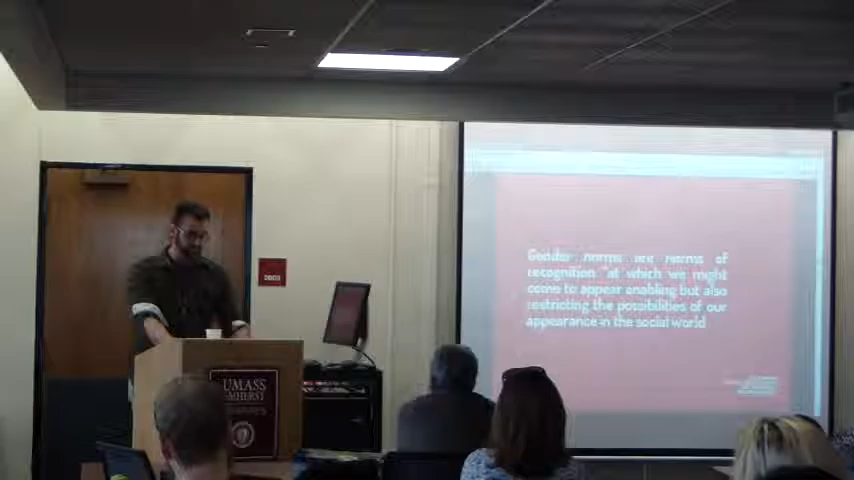 Gender norms are norms of
recognition "at which we might
come to appear enabling but also
restricting the possibilities of our
appearance in the social world
UMASS
AMHERST